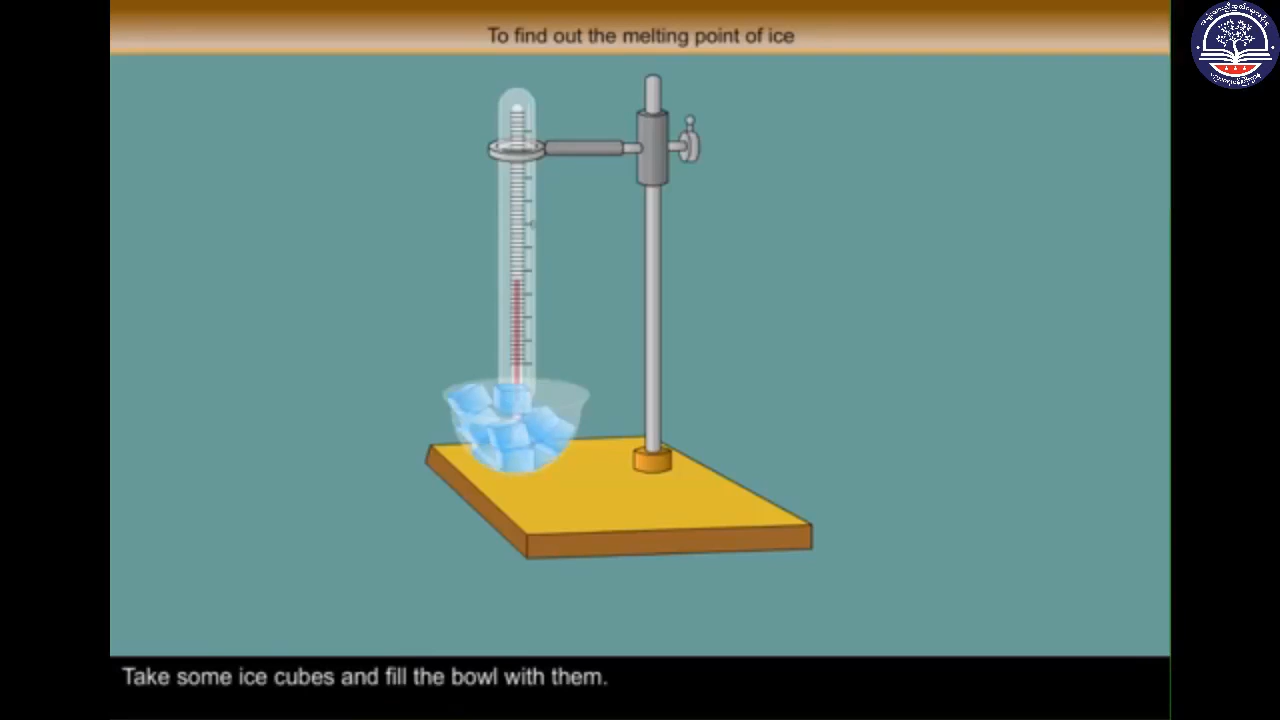 To find out the melting point of ice
Take some ice cubes and fill the bowl with them.